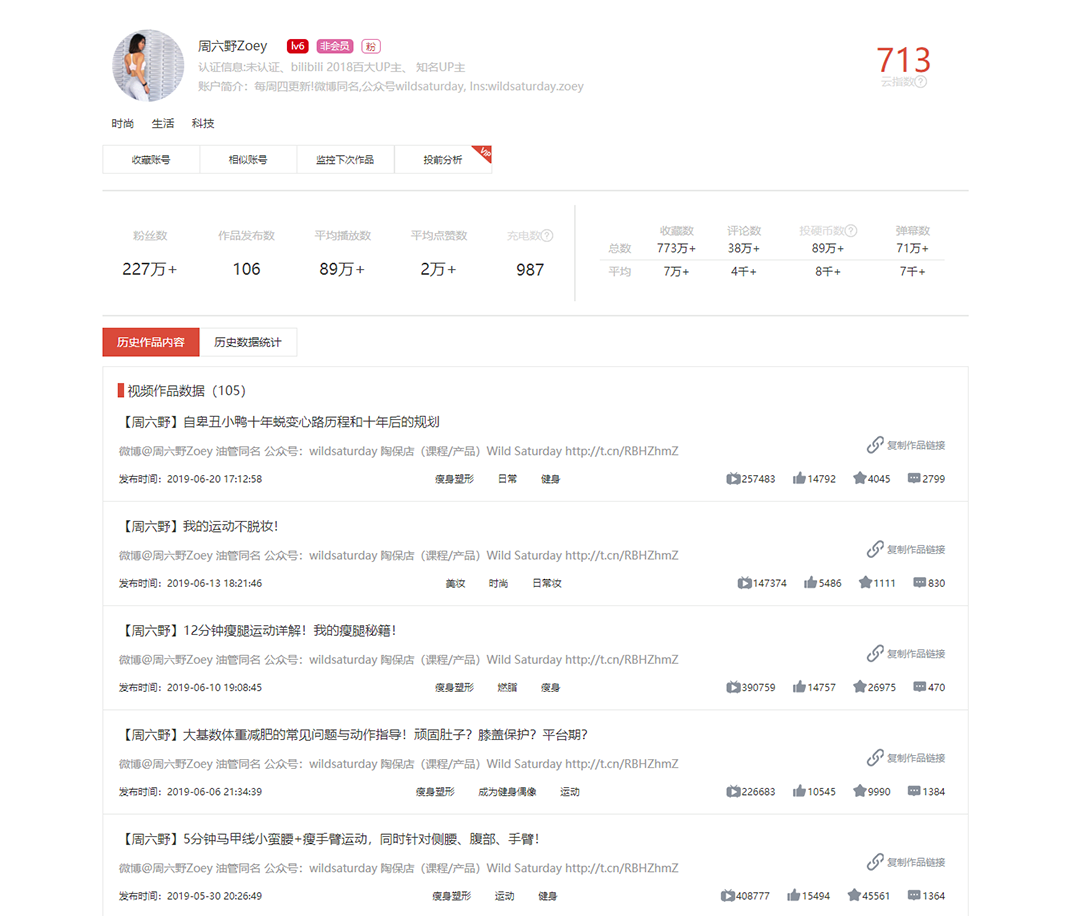 周六野Zoey lv6 非会员 粉
认证信息:未认证、bilibili 2018百大UP主、 知名UP主
账户简介：每周四更新!微博同名,公众号wildsaturday, Ins:wildsaturday.zoey
713
云指数?
时尚 生活 科技
收藏账号 相似账号 监控下次作品 投前分析 VIP
粉丝数 作品发布数 平均播放数 平均点赞数 充电数?
227万+ 106 89万+ 2万+ 987
收藏数 评论数 投硬币数? 弹幕数
总数 773万+ 38万+ 89万+ 71万+
平均 7万+ 4千+ 8千+ 7千+
历史作品内容 历史数据统计
视频作品数据（105）
【周六野】自卑丑小鸭十年蜕变心路历程和十年后的规划
微博@周六野Zoey 油管同名 公众号：wildsaturday 陶保店（课程/产品）Wild Saturday http://t.cn/RBHZhmZ
复制作品链接
发布时间：2019-06-20 17:12:58 瘦身塑形 日常 健身 257483 14792 4045 2799
【周六野】我的运动不脱妆！
微博@周六野Zoey 油管同名 公众号：wildsaturday 陶保店（课程/产品）Wild Saturday http://t.cn/RBHZhmZ
复制作品链接
发布时间：2019-06-13 18:21:46 美妆 时尚 日常妆 147374 5486 1111 830
【周六野】12分钟瘦腿运动详解！我的瘦腿秘籍！
微博@周六野Zoey 油管同名 公众号：wildsaturday 陶保店（课程/产品）Wild Saturday http://t.cn/RBHZhmZ
复制作品链接
发布时间：2019-06-10 19:08:45 瘦身塑形 燃脂 瘦身 390759 14757 26975 470
【周六野】大基数体重减肥的常见问题与动作指导！顽固肚子？膝盖保护？平台期？
微博@周六野Zoey 油管同名 公众号：wildsaturday 陶保店（课程/产品）Wild Saturday http://t.cn/RBHZhmZ
复制作品链接
发布时间：2019-06-06 21:34:39 瘦身塑形 成为健身偶像 运动 226683 10545 9990 1384
【周六野】5分钟马甲线小蛮腰+瘦手臂运动，同时针对侧腰、腹部、手臂！
微博@周六野Zoey 油管同名 公众号：wildsaturday 陶保店（课程/产品）Wild Saturday http://t.cn/RBHZhmZ
复制作品链接
发布时间：2019-05-30 20:26:49 瘦身塑形 运动 健身 408777 15494 45561 1364